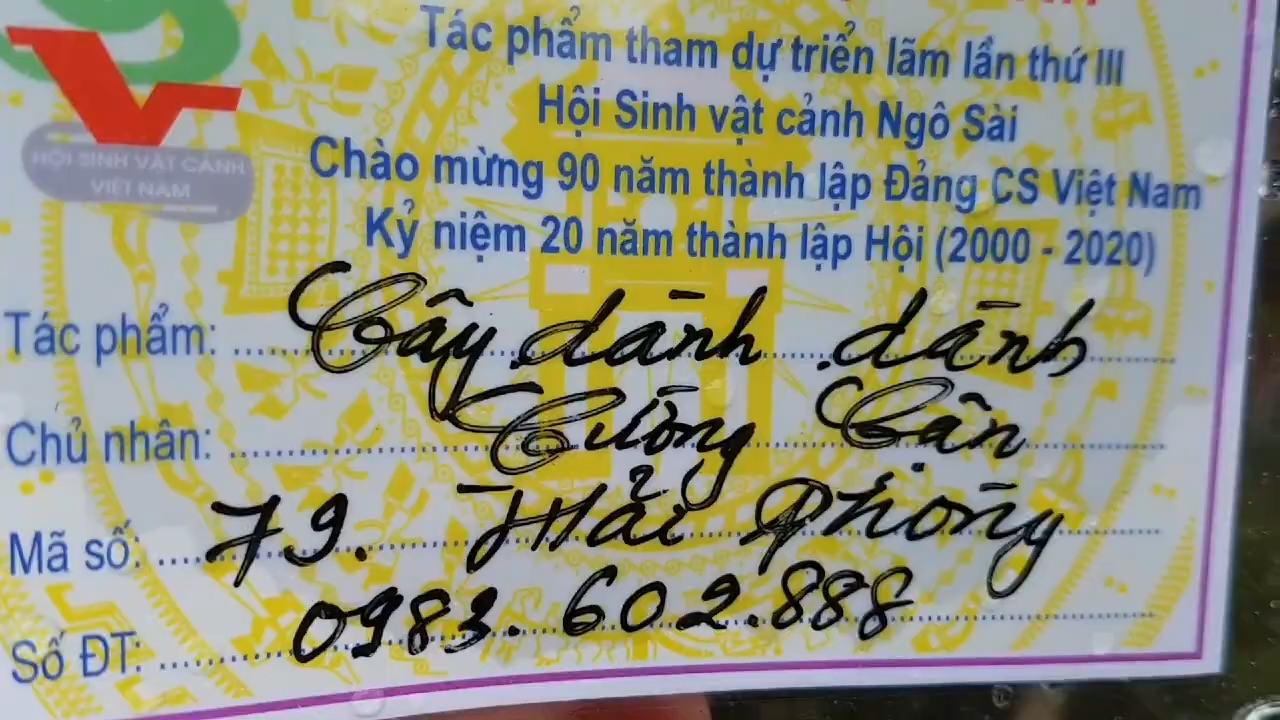 Tác phẩm tham dự triển lãm lần thứ III
Hội Sinh vật cảnh Ngô Sài
Chào mừng 90 năm thành lập Đảng CS Việt Nam
Kỷ niệm 20 năm thành lập Hội (2000 - 2020)
HỘI SINH VẬT CẢNH
VIỆT NAM
Tác phẩm: Cây dành dành
Chủ nhân: Cường Cận
Mã số: 79. Hải Phòng
Số ĐT: 0983.602.888